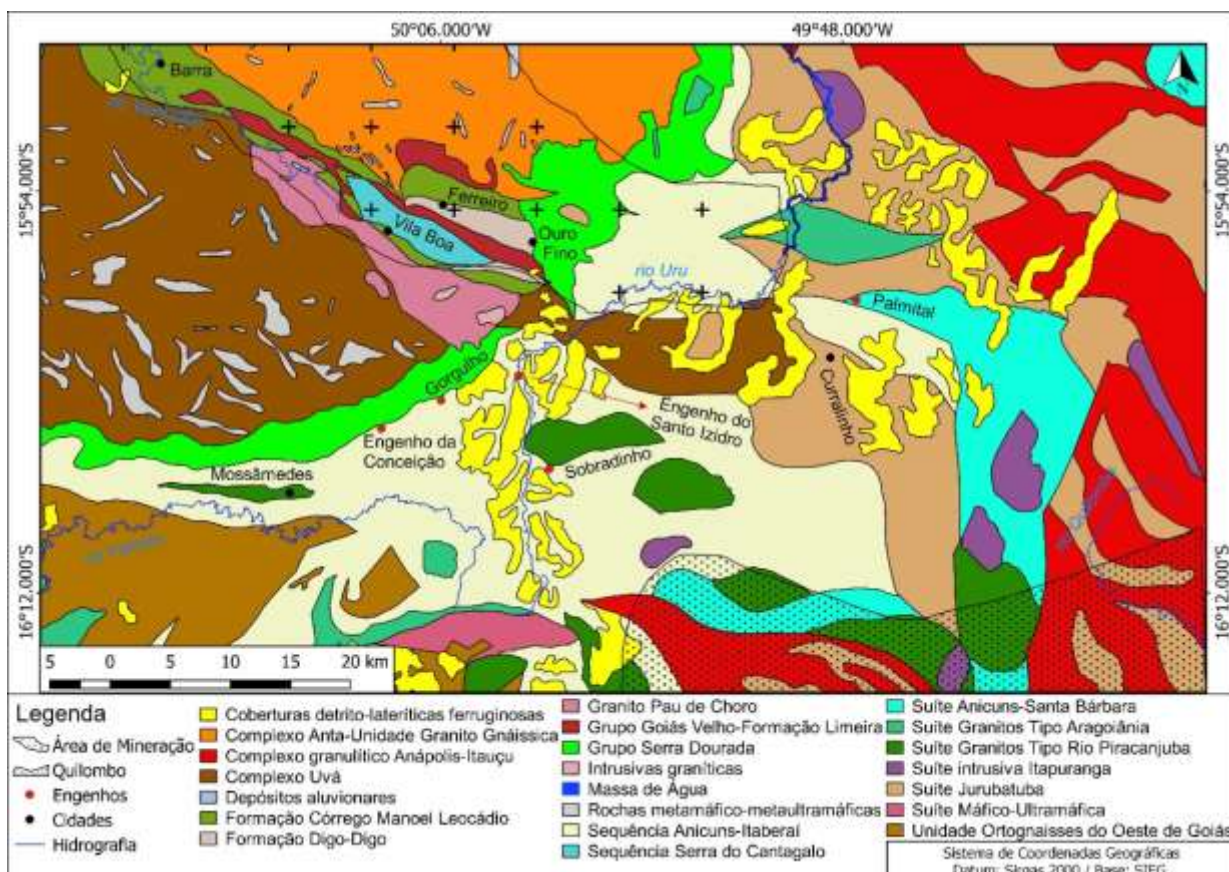 50°06.000'W
49°48.000'W
Barra
15°54.000'S
15°54.000'S
Ferreiro
Vila Boa
Ouro
Fino
rio Uru
Palmital
Gorgulho
Curralinho
Engenho do
Santo Izidro
Engenho da
Conceição
Sobradinho
Mossâmedes
16°12.000'S
16°12.000'S
5 0 5 10 15 20 km
Legenda
Área de Mineração
Quilombo
Engenhos
Cidades
Hidrografia
Coberturas detrito-lateríticas ferruginosas
Complexo Anta-Unidade Granito Gnáissica
Complexo granulítico Anápolis-Itauçu
Complexo Uvá
Depósitos aluvionares
Formação Córrego Manoel Leocádio
Formação Digo-Digo
Granito Pau de Choro
Grupo Goiás Velho-Formação Limeira
Grupo Serra Dourada
Intrusivas graníticas
Massa de Água
Rochas metamáfico-metaultramáficas
Sequência Anicuns-Itaberaí
Sequência Serra do Cantagalo
Suíte Anicuns-Santa Bárbara
Suíte Granitos Tipo Aragoiânia
Suíte Granitos Tipo Rio Piracanjuba
Suíte intrusiva Itapuranga
Suíte Jurubatuba
Suíte Máfico-Ultramáfica
Unidade Ortognaisses do Oeste de Goiás
Sistema de Coordenadas Geográficas
Datum: Sirgas 2000 / Base: SIEG